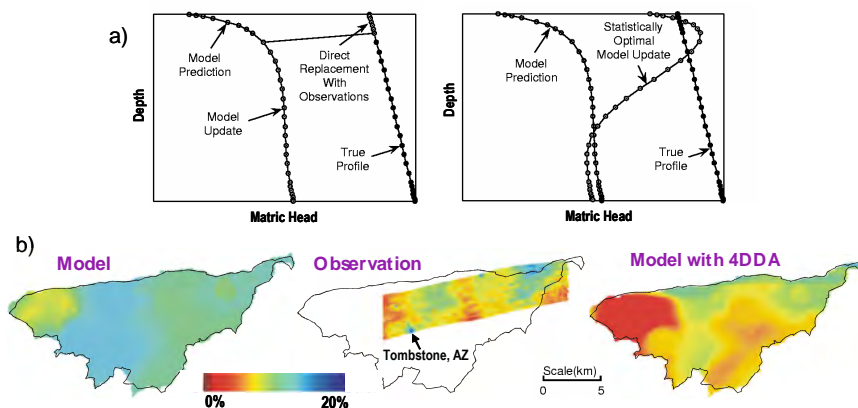 a)
Depth
Model
Prediction
Direct
Replacement
With
Observations
Model
Update
True
Profile
Matric Head
Depth
Model
Prediction
Statistically
Optimal
Model Update
True
Profile
Matric Head
b)
Model
Observation
Model with 4DDA
Tombstone, AZ
0%
20%
Scale(km)
0
5